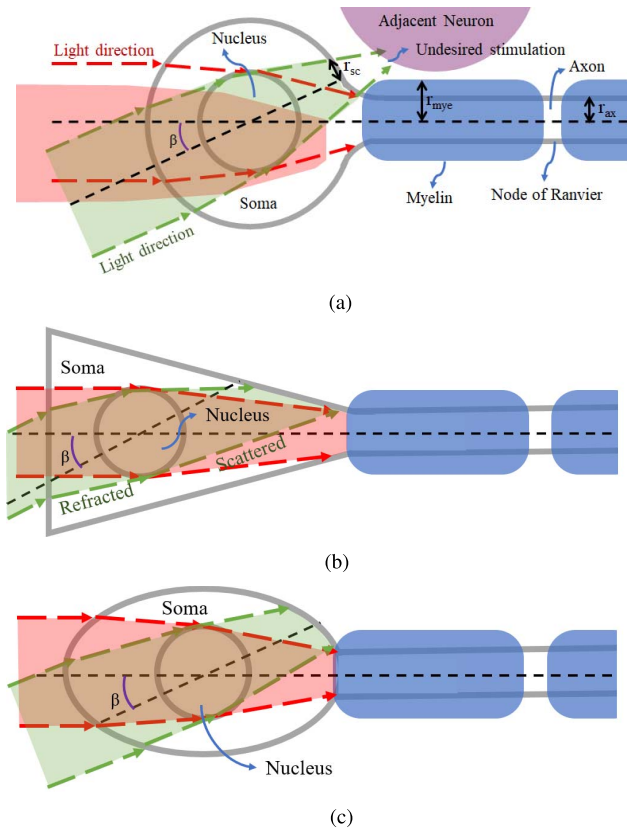 Adjacent Neuron
Nucleus
Light direction
Undesired stimulation
r_sc
Axon
r_mye
r_ax
β
Soma
Myelin
Node of Ranvier
Light direction
(a)
Soma
Nucleus
β
Scattered
Refracted
(b)
Soma
β
Nucleus
(c)